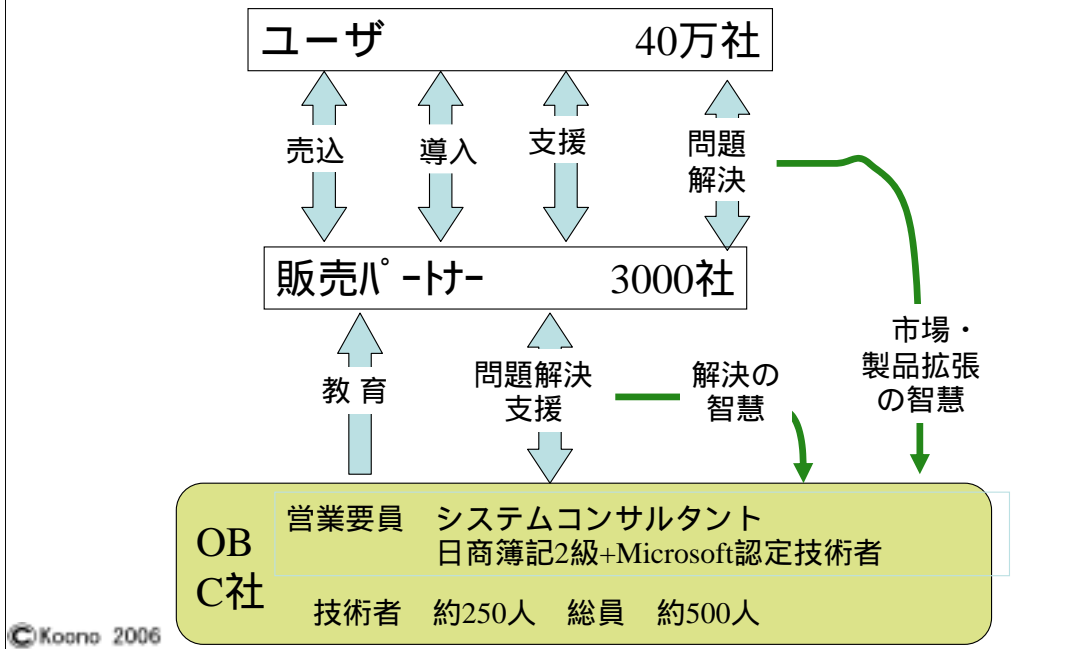 ユーザ 40万社
売込 導入 支援 問題
解決
販売ﾊﾟｰﾄﾅｰ 3000社
市場・
製品拡張
の智慧
教 育 問題解決
支援
解決の
智慧
OB
C社
営業要員 システムコンサルタント
日商簿記2級+Microsoft認定技術者
技術者 約250人 総員 約500人
©Koono 2006